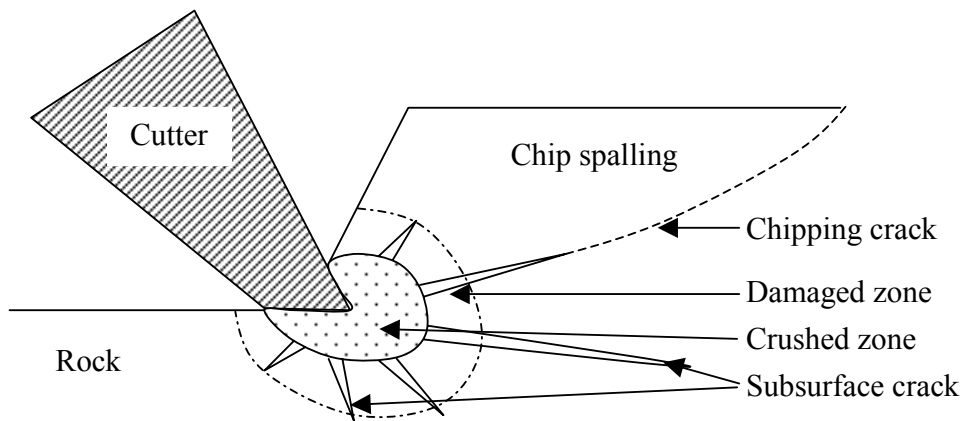 Cutter
Chip spalling
Chipping crack
Damaged zone
Crushed zone
Rock
Subsurface crack